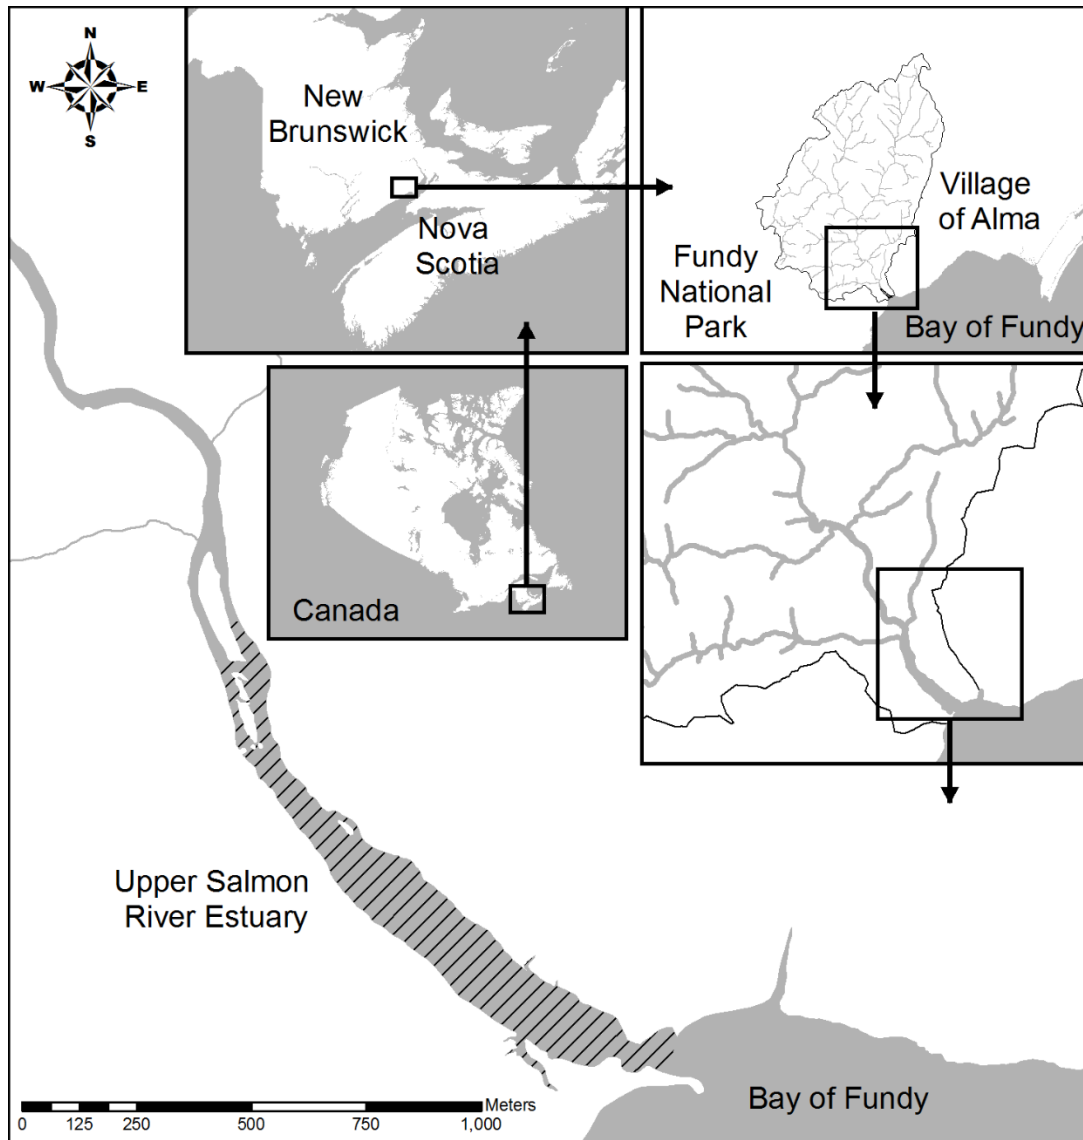 N
W E
S
New
Brunswick
Nova
Scotia
Village
of Alma
Fundy
National
Park
Bay of Fundy
Canada
Upper Salmon
River Estuary
Bay of Fundy
Meters
0 125 250 500 750 1,000